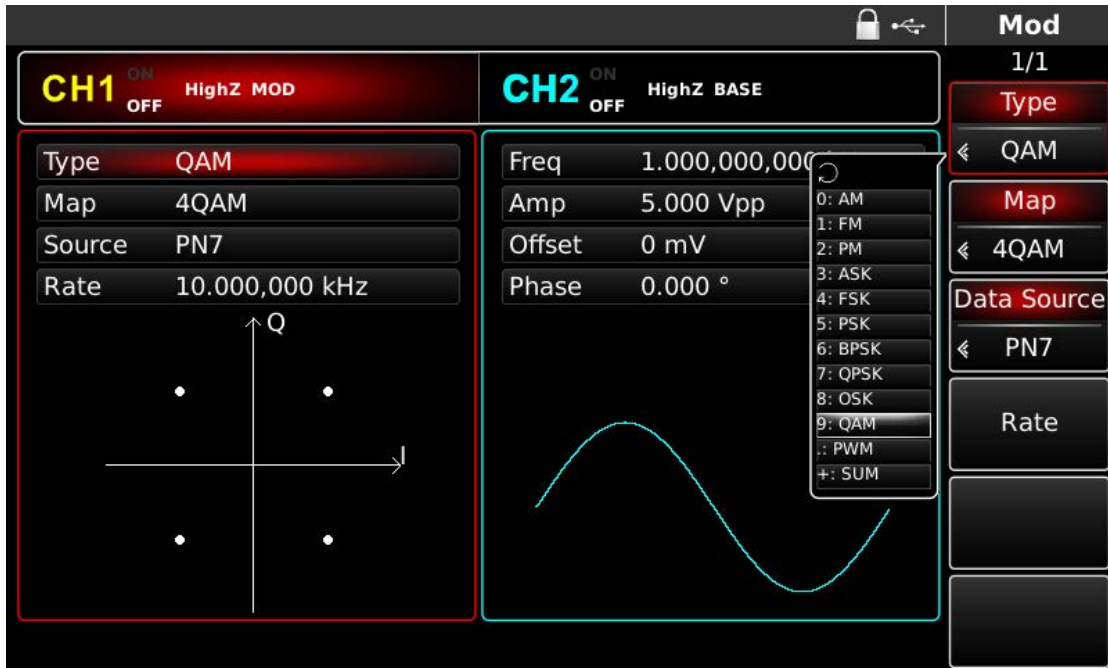 Mod
1/1
CH1 ON OFF HighZ MOD
CH2 ON OFF HighZ BASE
Type QAM
Map 4QAM
Source PN7
Rate 10.000,000 kHz
Q
I
Freq 1.000,000,000
Amp 5.000 Vpp
Offset 0 mV
Phase 0.000 °
0: AM
1: FM
2: PM
3: ASK
4: FSK
5: PSK
6: BPSK
7: QPSK
8: OSK
9: QAM
.: PWM
+: SUM
Type
QAM
Map
4QAM
Data Source
PN7
Rate